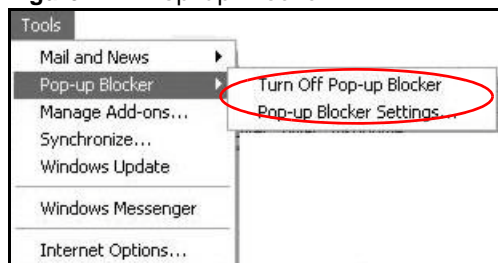 Tools
Mail and News
Pop-up Blocker
Turn Off Pop-up Blocker
Pop-up Blocker Settings...
Manage Add-ons...
Synchronize...
Windows Update
Windows Messenger
Internet Options...